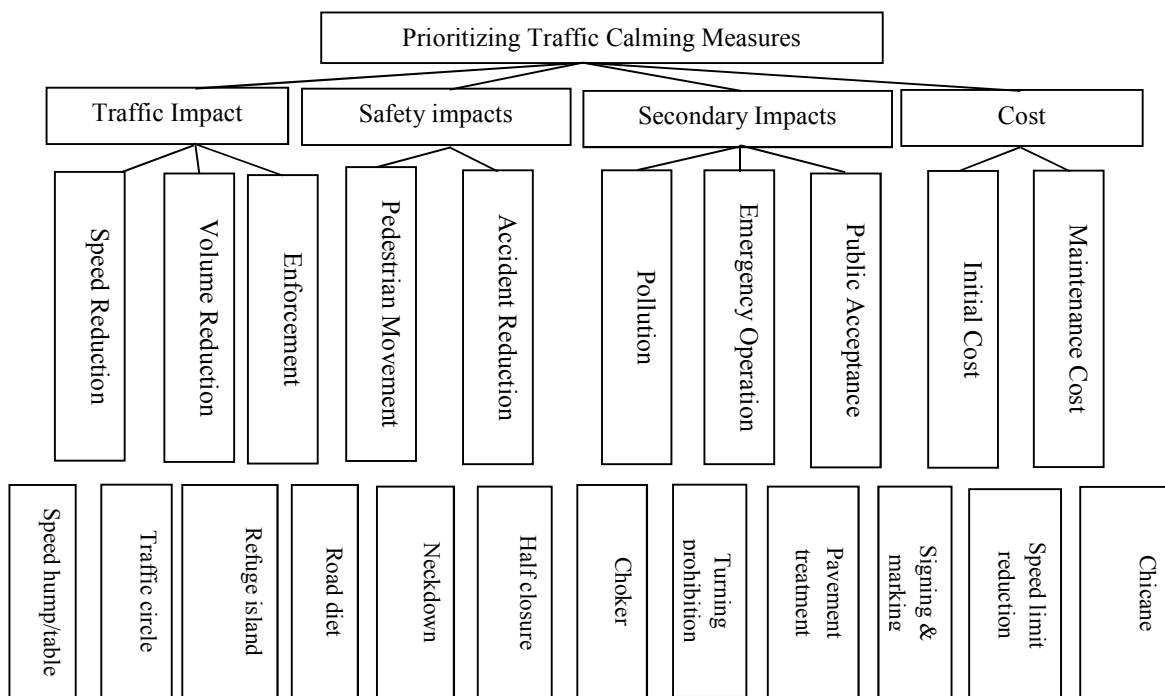 Prioritizing Traffic Calming Measures
Traffic Impact
Safety impacts
Secondary Impacts
Cost
Speed Reduction
Volume Reduction
Enforcement
Pedestrian Movement
Accident Reduction
Pollution
Emergency Operation
Public Acceptance
Initial Cost
Maintenance Cost
Speed hump/table
Traffic circle
Refuge island
Road diet
Neckdown
Half closure
Choker
Turning
prohibition
Pavement
treatment
Signing &
marking
Speed limit
reduction
Chicane